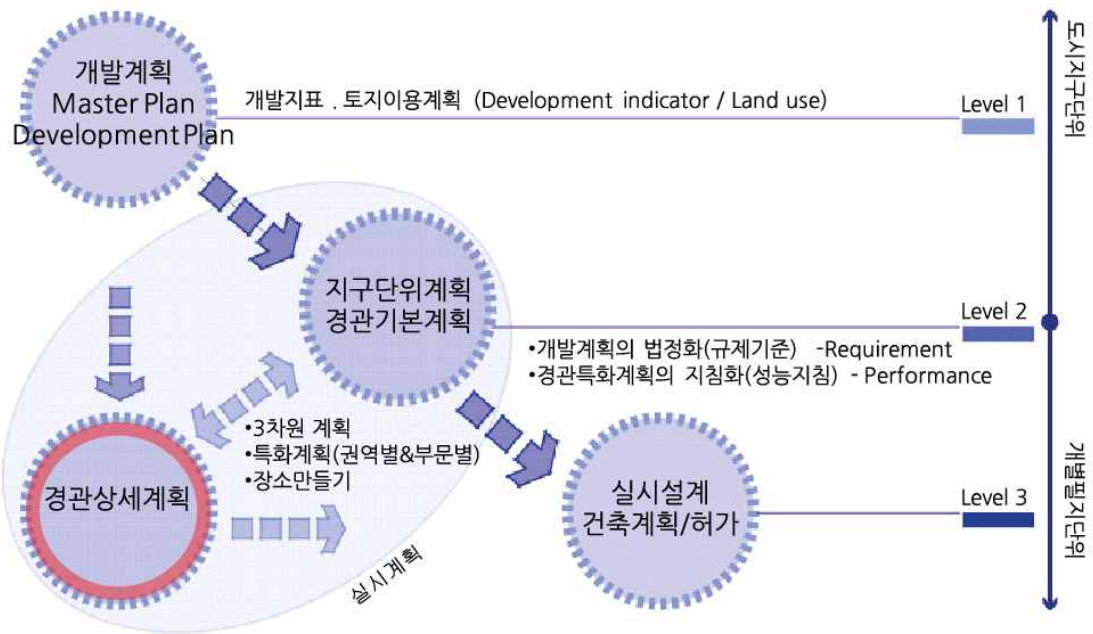 개발계획
Master Plan
Development Plan
개발지표 . 토지이용계획 (Development indicator / Land use)
Level 1
도시지구단위
지구단위계획
경관기본계획
Level 2
•개발계획의 법정화(규제기준) -Requirement
•경관특화계획의 지침화(성능지침) - Performance
•3차원 계획
•특화계획(권역별&부문별)
•장소만들기
경관상세계획
실시계획
실시설계
건축계획/허가
Level 3
개별필지단위